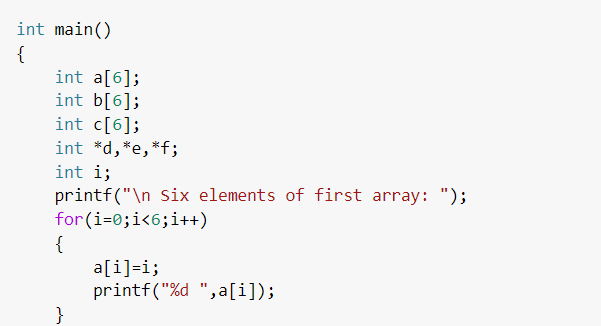 int main()
{
    int a[6];
    int b[6];
    int c[6];
    int *d,*e,*f;
    int i;
    printf("\n Six elements of first array: ");
    for(i=0;i<6;i++)
    {
        a[i]=i;
        printf("%d ",a[i]);
    }